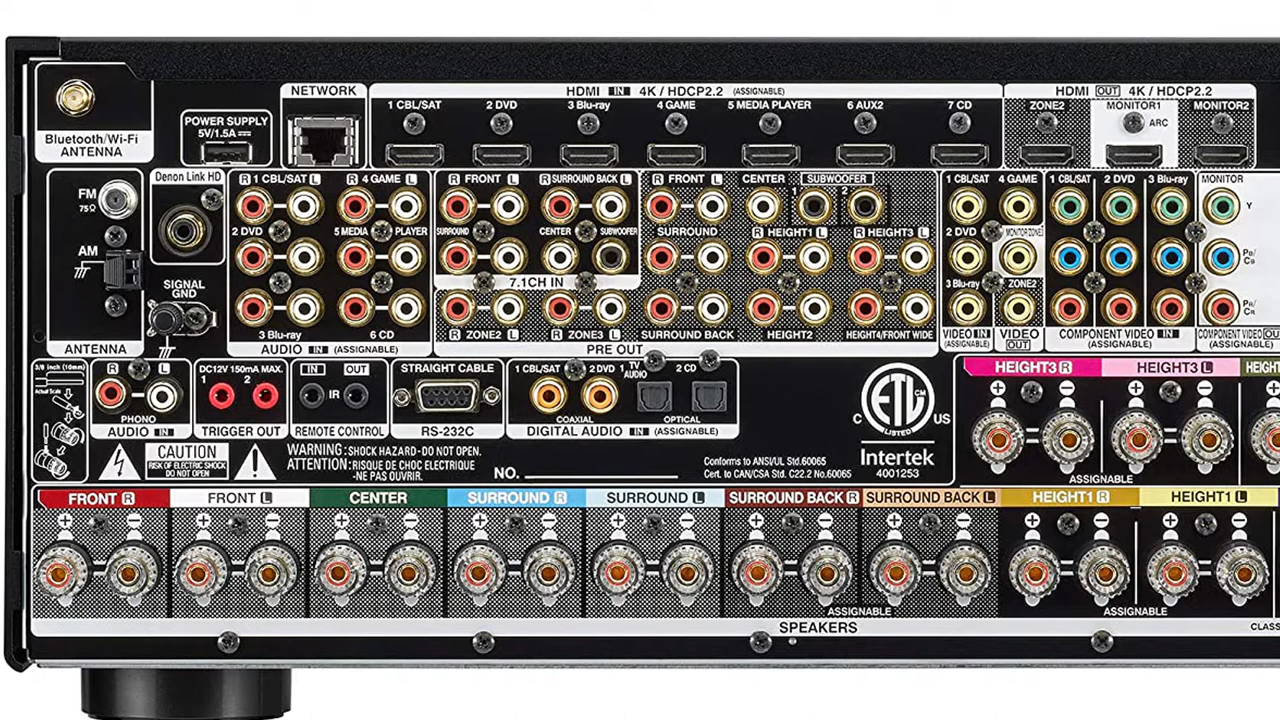 NETWORK
HDMI IN 4K / HDCP2.2 (ASSIGNABLE)
HDMI OUT 4K / HDCP2.2
1 CBL/SAT 2 DVD 3 Blu-ray 4 GAME 5 MEDIA PLAYER 6 AUX2 7 CD ZONE2 MONITOR1 MONITOR2
ARC
POWER SUPPLY
5V/1.5A
Bluetooth/Wi-Fi
ANTENNA
Denon Link HD
FM
75Ω
AM
SIGNAL
GND
ANTENNA
R 1 CBL/SAT L R 4 GAME L
2 DVD 5 MEDIA PLAYER
3 Blu-ray 6 CD
AUDIO IN (ASSIGNABLE)
R FRONT L R SURROUND BACK L
SURROUND CENTER SUBWOOFER
7.1CH IN
R ZONE2 L R ZONE3 L
R FRONT L CENTER SUBWOOFER
1 2
SURROUND R HEIGHT1 L R HEIGHT3 L
SURROUND BACK HEIGHT2 HEIGHT4/FRONT WIDE
PRE OUT
1 CBL/SAT 4 GAME
2 DVD MONITOR/ZONE2
3 Blu-ray ZONE2
VIDEO IN
(ASSIGNABLE)
VIDEO
OUT
1 CBL/SAT 2 DVD 3 Blu-ray
COMPONENT VIDEO IN
(ASSIGNABLE)
MONITOR
Y
PB/
CB
PR/
CR
COMPONENT VIDEO OUT
(ASSIGNABLE)
3/8 inch (10mm)
Actual Scale
R L
PHONO
AUDIO IN
DC12V 150mA MAX.
1 2
TRIGGER OUT
IN OUT
IR
REMOTE CONTROL
STRAIGHT CABLE
RS-232C
1 CBL/SAT 2 DVD 1 TV AUDIO 2 CD
COAXIAL OPTICAL
DIGITAL AUDIO IN (ASSIGNABLE)
CAUTION
RISK OF ELECTRIC SHOCK
DO NOT OPEN
WARNING : SHOCK HAZARD-DO NOT OPEN.
ATTENTION : RISQUE DE CHOC ELECTRIQUE
-NE PAS OUVRIR.
NO.
Conforms to ANSI/UL Std.60065
Cert. to CAN/CSA Std. C22.2 No.60065
ETL CM
LISTED
C US
Intertek
4001253
HEIGHT3 R HEIGHT3 L
+ − + −
ASSIGNABLE
FRONT R FRONT L CENTER SURROUND R SURROUND L SURROUND BACK R SURROUND BACK L HEIGHT1 R HEIGHT1 L
+ − + − + − + − + − + − + − + − + −
ASSIGNABLE ASSIGNABLE
SPEAKERS